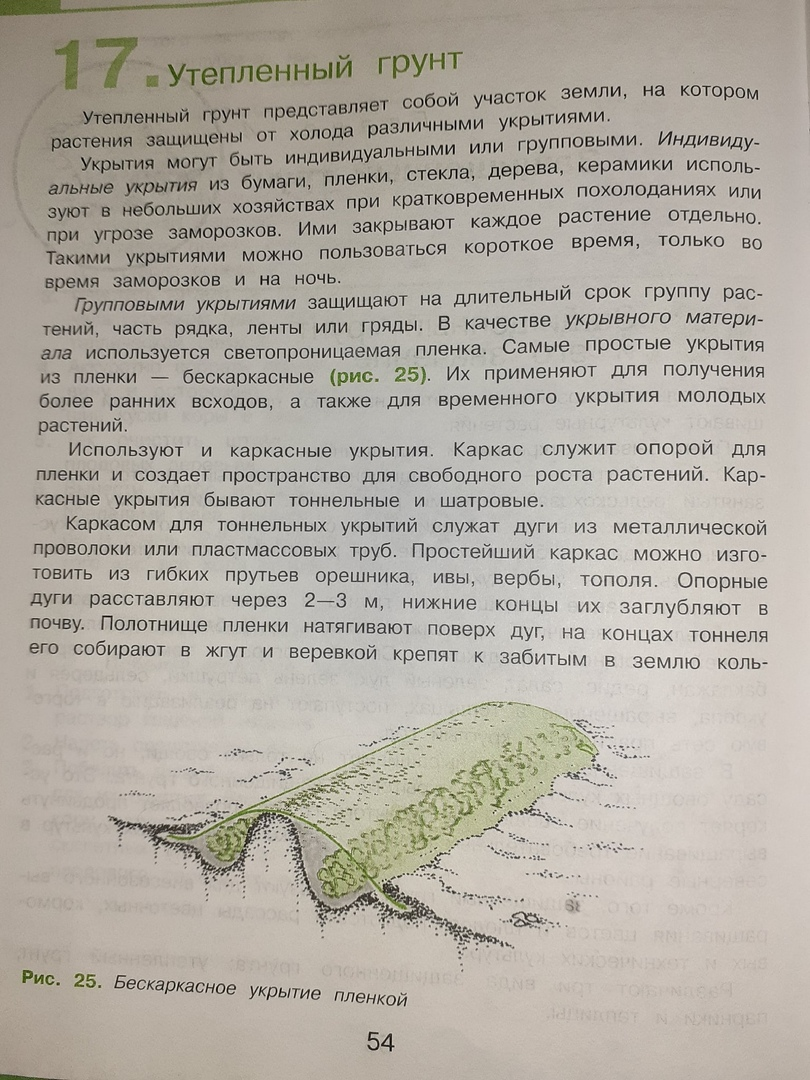 17. Утепленный грунт
Утепленный грунт представляет собой участок земли, на котором
растения защищены от холода различными укрытиями.
Укрытия могут быть индивидуальными или групповыми. Индивиду-
альные укрытия из бумаги, пленки, стекла, дерева, керамики исполь-
зуют в небольших хозяйствах при кратковременных похолоданиях или
при угрозе заморозков. Ими закрывают каждое растение отдельно.
Такими укрытиями можно пользоваться короткое время, только во
время заморозков и на ночь.
Групповыми укрытиями защищают на длительный срок группу рас-
тений, часть рядка, ленты или гряды. В качестве укрывного матери-
ала используется светопроницаемая пленка. Самые простые укрытия
из пленки — бескаркасные (рис. 25). Их применяют для получения
более ранних всходов, а также для временного укрытия молодых
растений.
Используют и каркасные укрытия. Каркас служит опорой для
пленки и создает пространство для свободного роста растений. Кар-
касные укрытия бывают тоннельные и шатровые.
Каркасом для тоннельных укрытий служат дуги из металлической
проволоки или пластмассовых труб. Простейший каркас можно изго-
товить из гибких прутьев орешника, ивы, вербы, тополя. Опорные
дуги расставляют через 2—3 м, нижние концы их заглубляют в
почву. Полотнище пленки натягивают поверх дуг, на концах тоннеля
его собирают в жгут и веревкой крепят к забитым в землю коль-
Рис. 25. Бескаркасное укрытие пленкой
54